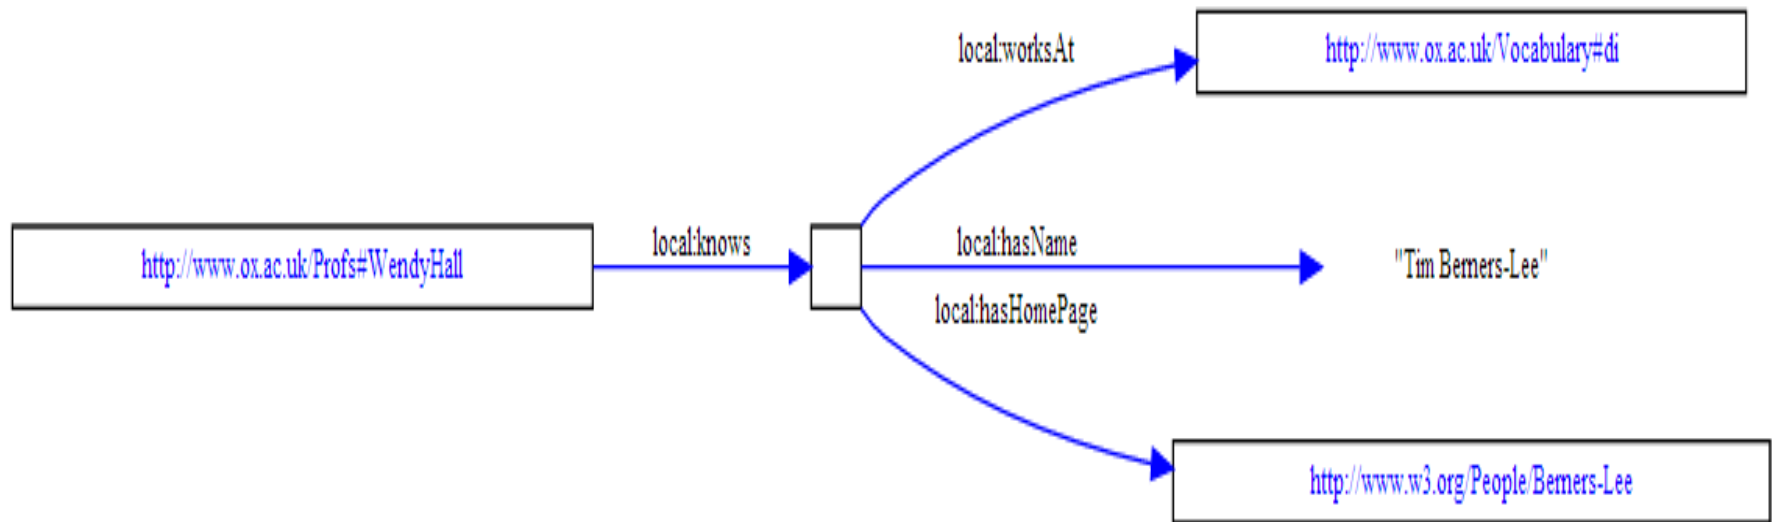 local:worksAt
http://www.ox.ac.uk/Vocabulary#di
http://www.ox.ac.uk/Profs#WendyHall
local:knows
local:hasName
"Tim Berners-Lee"
local:hasHomePage
http://www.w3.org/People/Berners-Lee